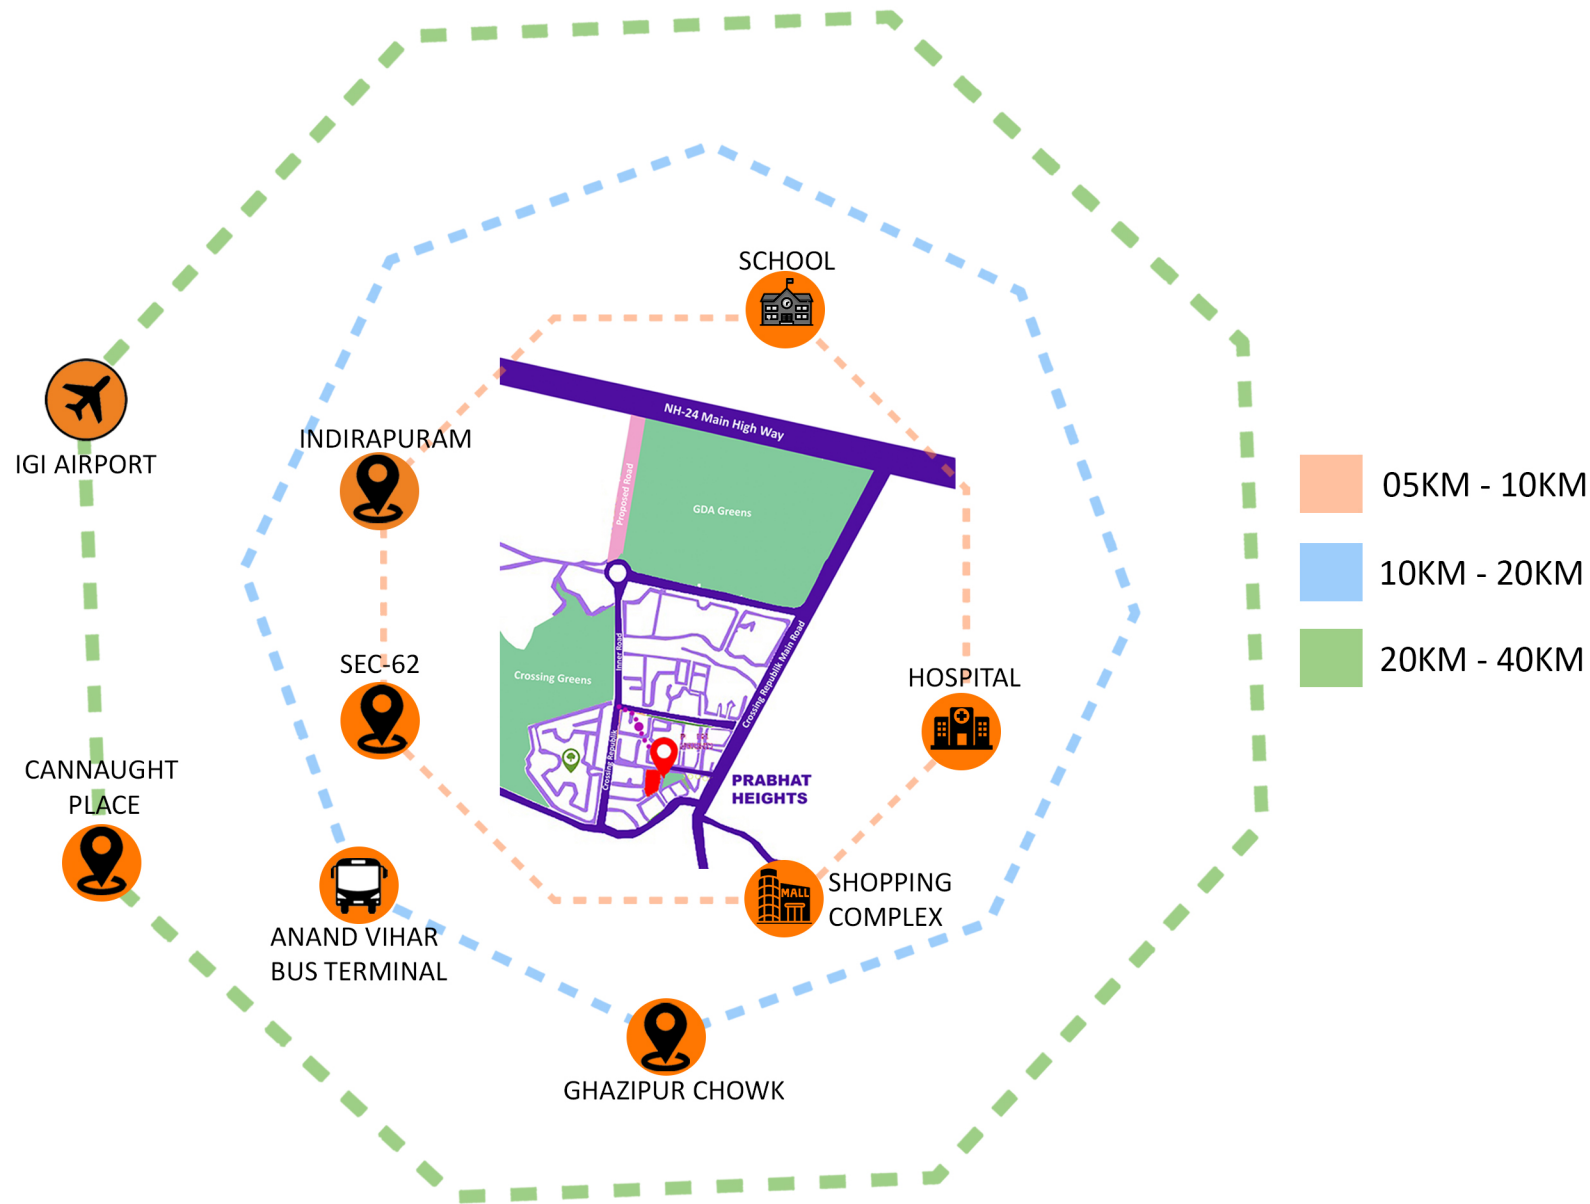 SCHOOL
NH-24 Main High Way
INDIRAPURAM
IGI AIRPORT
Proposed Road
GDA Greens
05KM - 10KM
10KM - 20KM
20KM - 40KM
Inner Road
Crossing Republik Main Road
SEC-62
Crossing Greens
HOSPITAL
Crossing Republik
CANNAUGHT
PLACE
PRABHAT
HEIGHTS
MALL
SHOPPING
COMPLEX
ANAND VIHAR
BUS TERMINAL
GHAZIPUR CHOWK